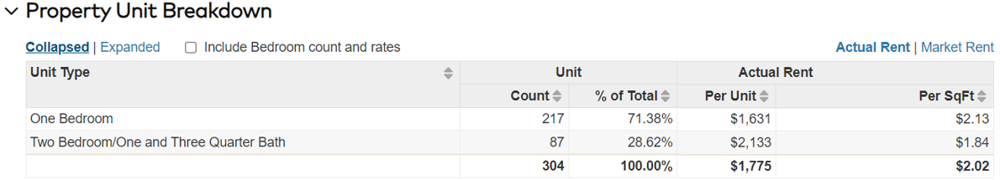 Property Unit Breakdown
Collapsed | Expanded Include Bedroom count and rates Actual Rent | Market Rent
Unit Type Unit Actual Rent
Count % of Total Per Unit Per SqFt
One Bedroom 217 71.38% $1,631 $2.13
Two Bedroom/One and Three Quarter Bath 87 28.62% $2,133 $1.84
304 100.00% $1,775 $2.02